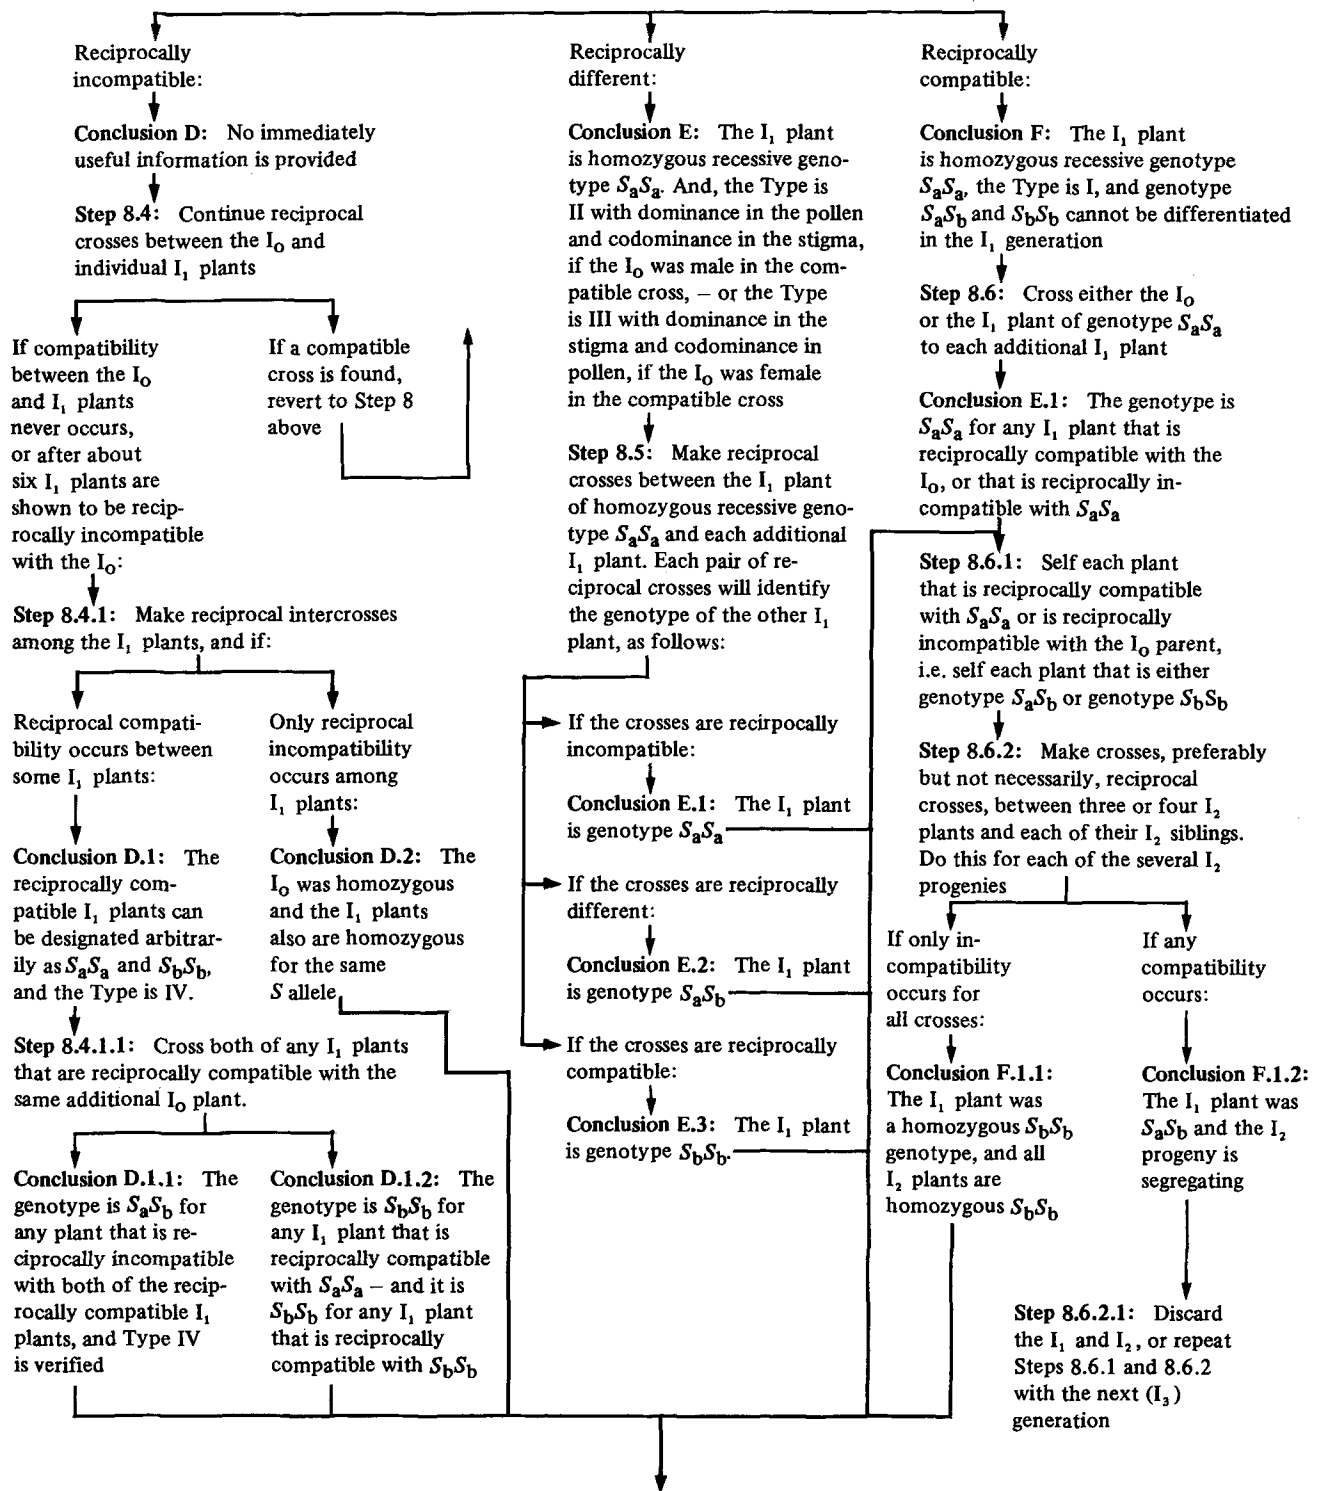 Reciprocally
incompatible:
Conclusion D: No immediately
useful information is provided
Step 8.4: Continue reciprocal
crosses between the I₀ and
individual I₁ plants
If compatibility
between the I₀
and I₁ plants
never occurs,
or after about
six I₁ plants are
shown to be recip-
rocally incompatible
with the I₀:
If a compatible
cross is found,
revert to Step 8
above
Step 8.4.1: Make reciprocal intercrosses
among the I₁ plants, and if:
Reciprocal compati-
bility occurs between
some I₁ plants:
Only reciprocal
incompatibility
occurs among
I₁ plants:
Conclusion D.1: The
reciprocally com-
patible I₁ plants can
be designated arbitrar-
ily as SₐSₐ and S_bS_b,
and the Type is IV.
Conclusion D.2: The
I₀ was homozygous
and the I₁ plants
also are homozygous
for the same
S allele
Step 8.4.1.1: Cross both of any I₁ plants
that are reciprocally compatible with the
same additional I₀ plant.
Conclusion D.1.1: The
genotype is SₐS_b for
any plant that is re-
ciprocally incompatible
with both of the recip-
rocally compatible I₁
plants, and Type IV
is verified
Conclusion D.1.2: The
genotype is S_bS_b for
any I₁ plant that is
reciprocally compatible
with SₐSₐ – and it is
S_bS_b for any I₁ plant
that is reciprocally
compatible with S_bS_b
Reciprocally
different:
Conclusion E: The I₁ plant
is homozygous recessive geno-
type SₐSₐ. And, the Type is
II with dominance in the pollen
and codominance in the stigma,
if the I₀ was male in the com-
patible cross, – or the Type
is III with dominance in the
stigma and codominance in
pollen, if the I₀ was female
in the compatible cross
Step 8.5: Make reciprocal
crosses between the I₁ plant
of homozygous recessive geno-
type SₐSₐ and each additional
I₁ plant. Each pair of re-
ciprocal crosses will identify
the genotype of the other I₁
plant, as follows:
If the crosses are recirpocally
incompatible:
Conclusion E.1: The I₁ plant
is genotype SₐSₐ
If the crosses are reciprocally
different:
Conclusion E.2: The I₁ plant
is genotype SₐS_b
If the crosses are reciprocally
compatible:
Conclusion E.3: The I₁ plant
is genotype S_bS_b.
Reciprocally
compatible:
Conclusion F: The I₁ plant
is homozygous recessive genotype
SₐSₐ, the Type is I, and genotype
SₐS_b and S_bS_b cannot be differentiated
in the I₁ generation
Step 8.6: Cross either the I₀
or the I₁ plant of genotype SₐSₐ
to each additional I₁ plant
Conclusion E.1: The genotype is
SₐSₐ for any I₁ plant that is
reciprocally compatible with the
I₀, or that is reciprocally in-
compatible with SₐSₐ
Step 8.6.1: Self each plant
that is reciprocally compatible
with SₐSₐ or is reciprocally
incompatible with the I₀ parent,
i.e. self each plant that is either
genotype SₐS_b or genotype S_bS_b
Step 8.6.2: Make crosses, preferably
but not necessarily, reciprocal
crosses, between three or four I₂
plants and each of their I₂ siblings.
Do this for each of the several I₂
progenies
If only in-
compatibility
occurs for
all crosses:
If any
compatibility
occurs:
Conclusion F.1.1:
The I₁ plant was
a homozygous S_bS_b
genotype, and all
I₂ plants are
homozygous S_bS_b
Conclusion F.1.2:
The I₁ plant was
SₐS_b and the I₂
progeny is
segregating
Step 8.6.2.1: Discard
the I₁ and I₂, or repeat
Steps 8.6.1 and 8.6.2
with the next (I₃)
generation